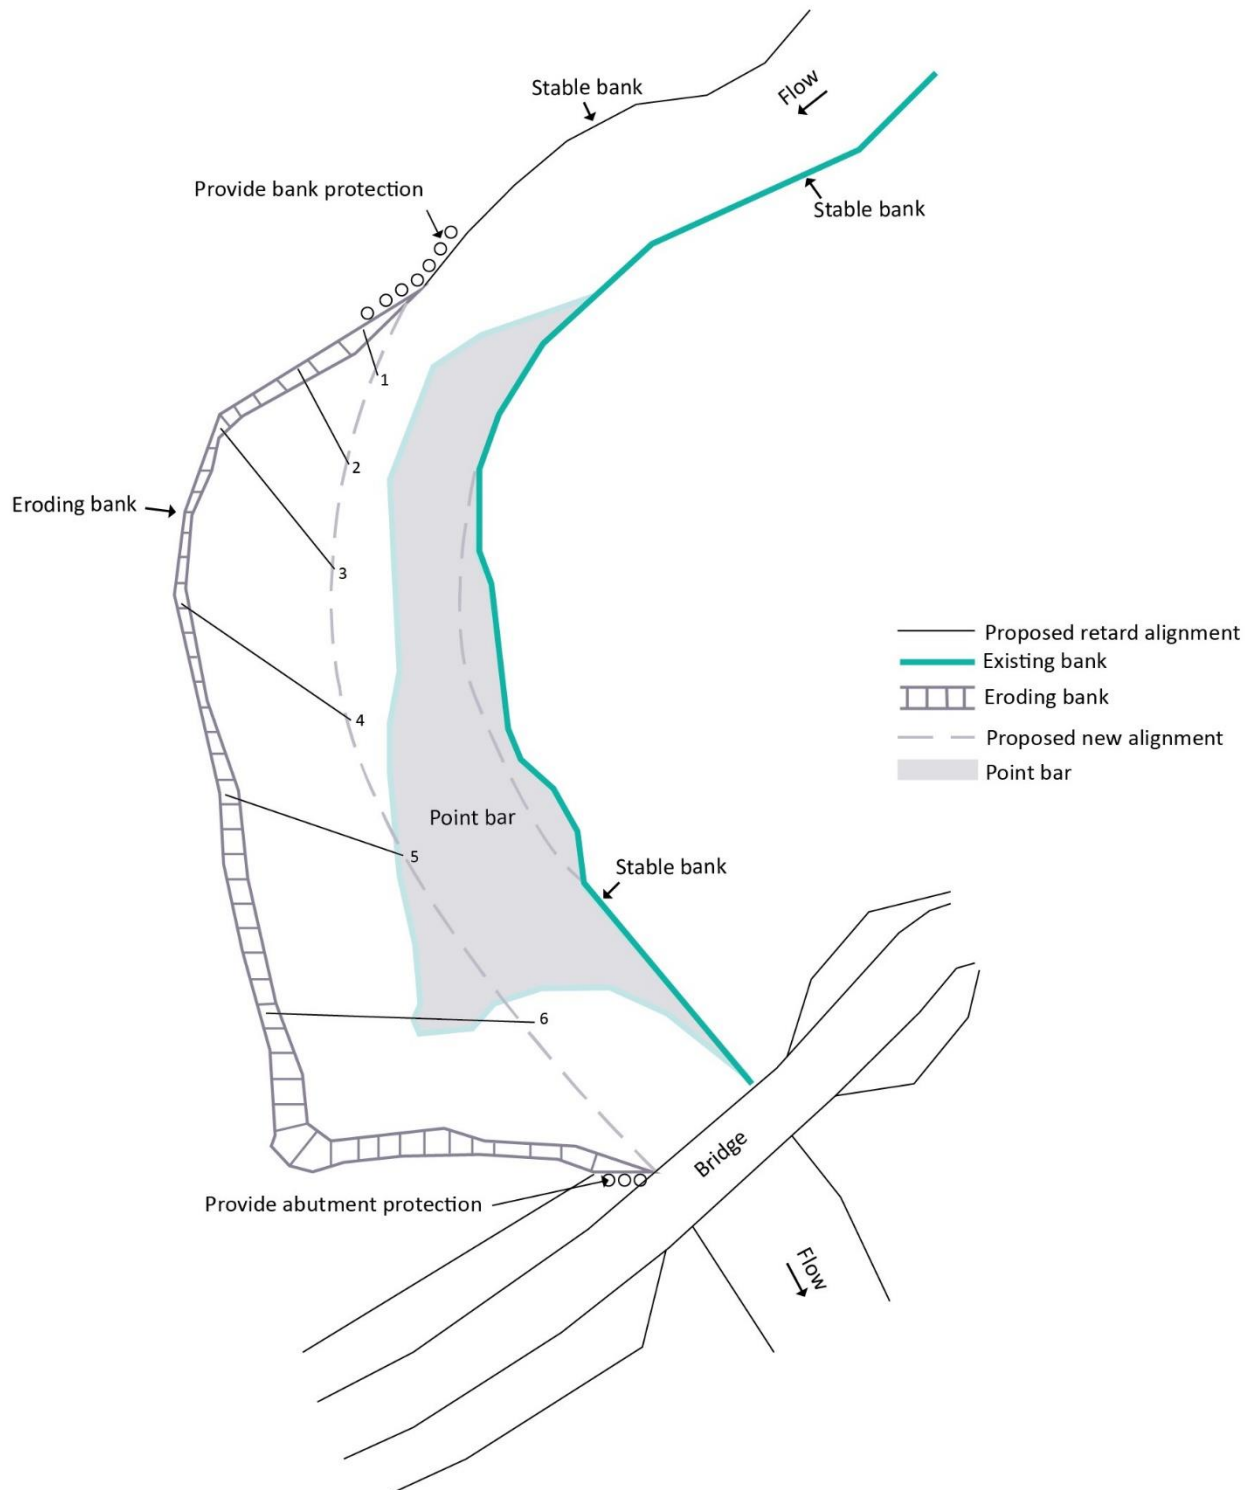 Stable bank
Flow
Provide bank protection
Stable bank
1
2
Eroding bank
3
Proposed retard alignment
Existing bank
Eroding bank
4
Proposed new alignment
Point bar
Point bar
5
Stable bank
6
Bridge
Provide abutment protection
Flow